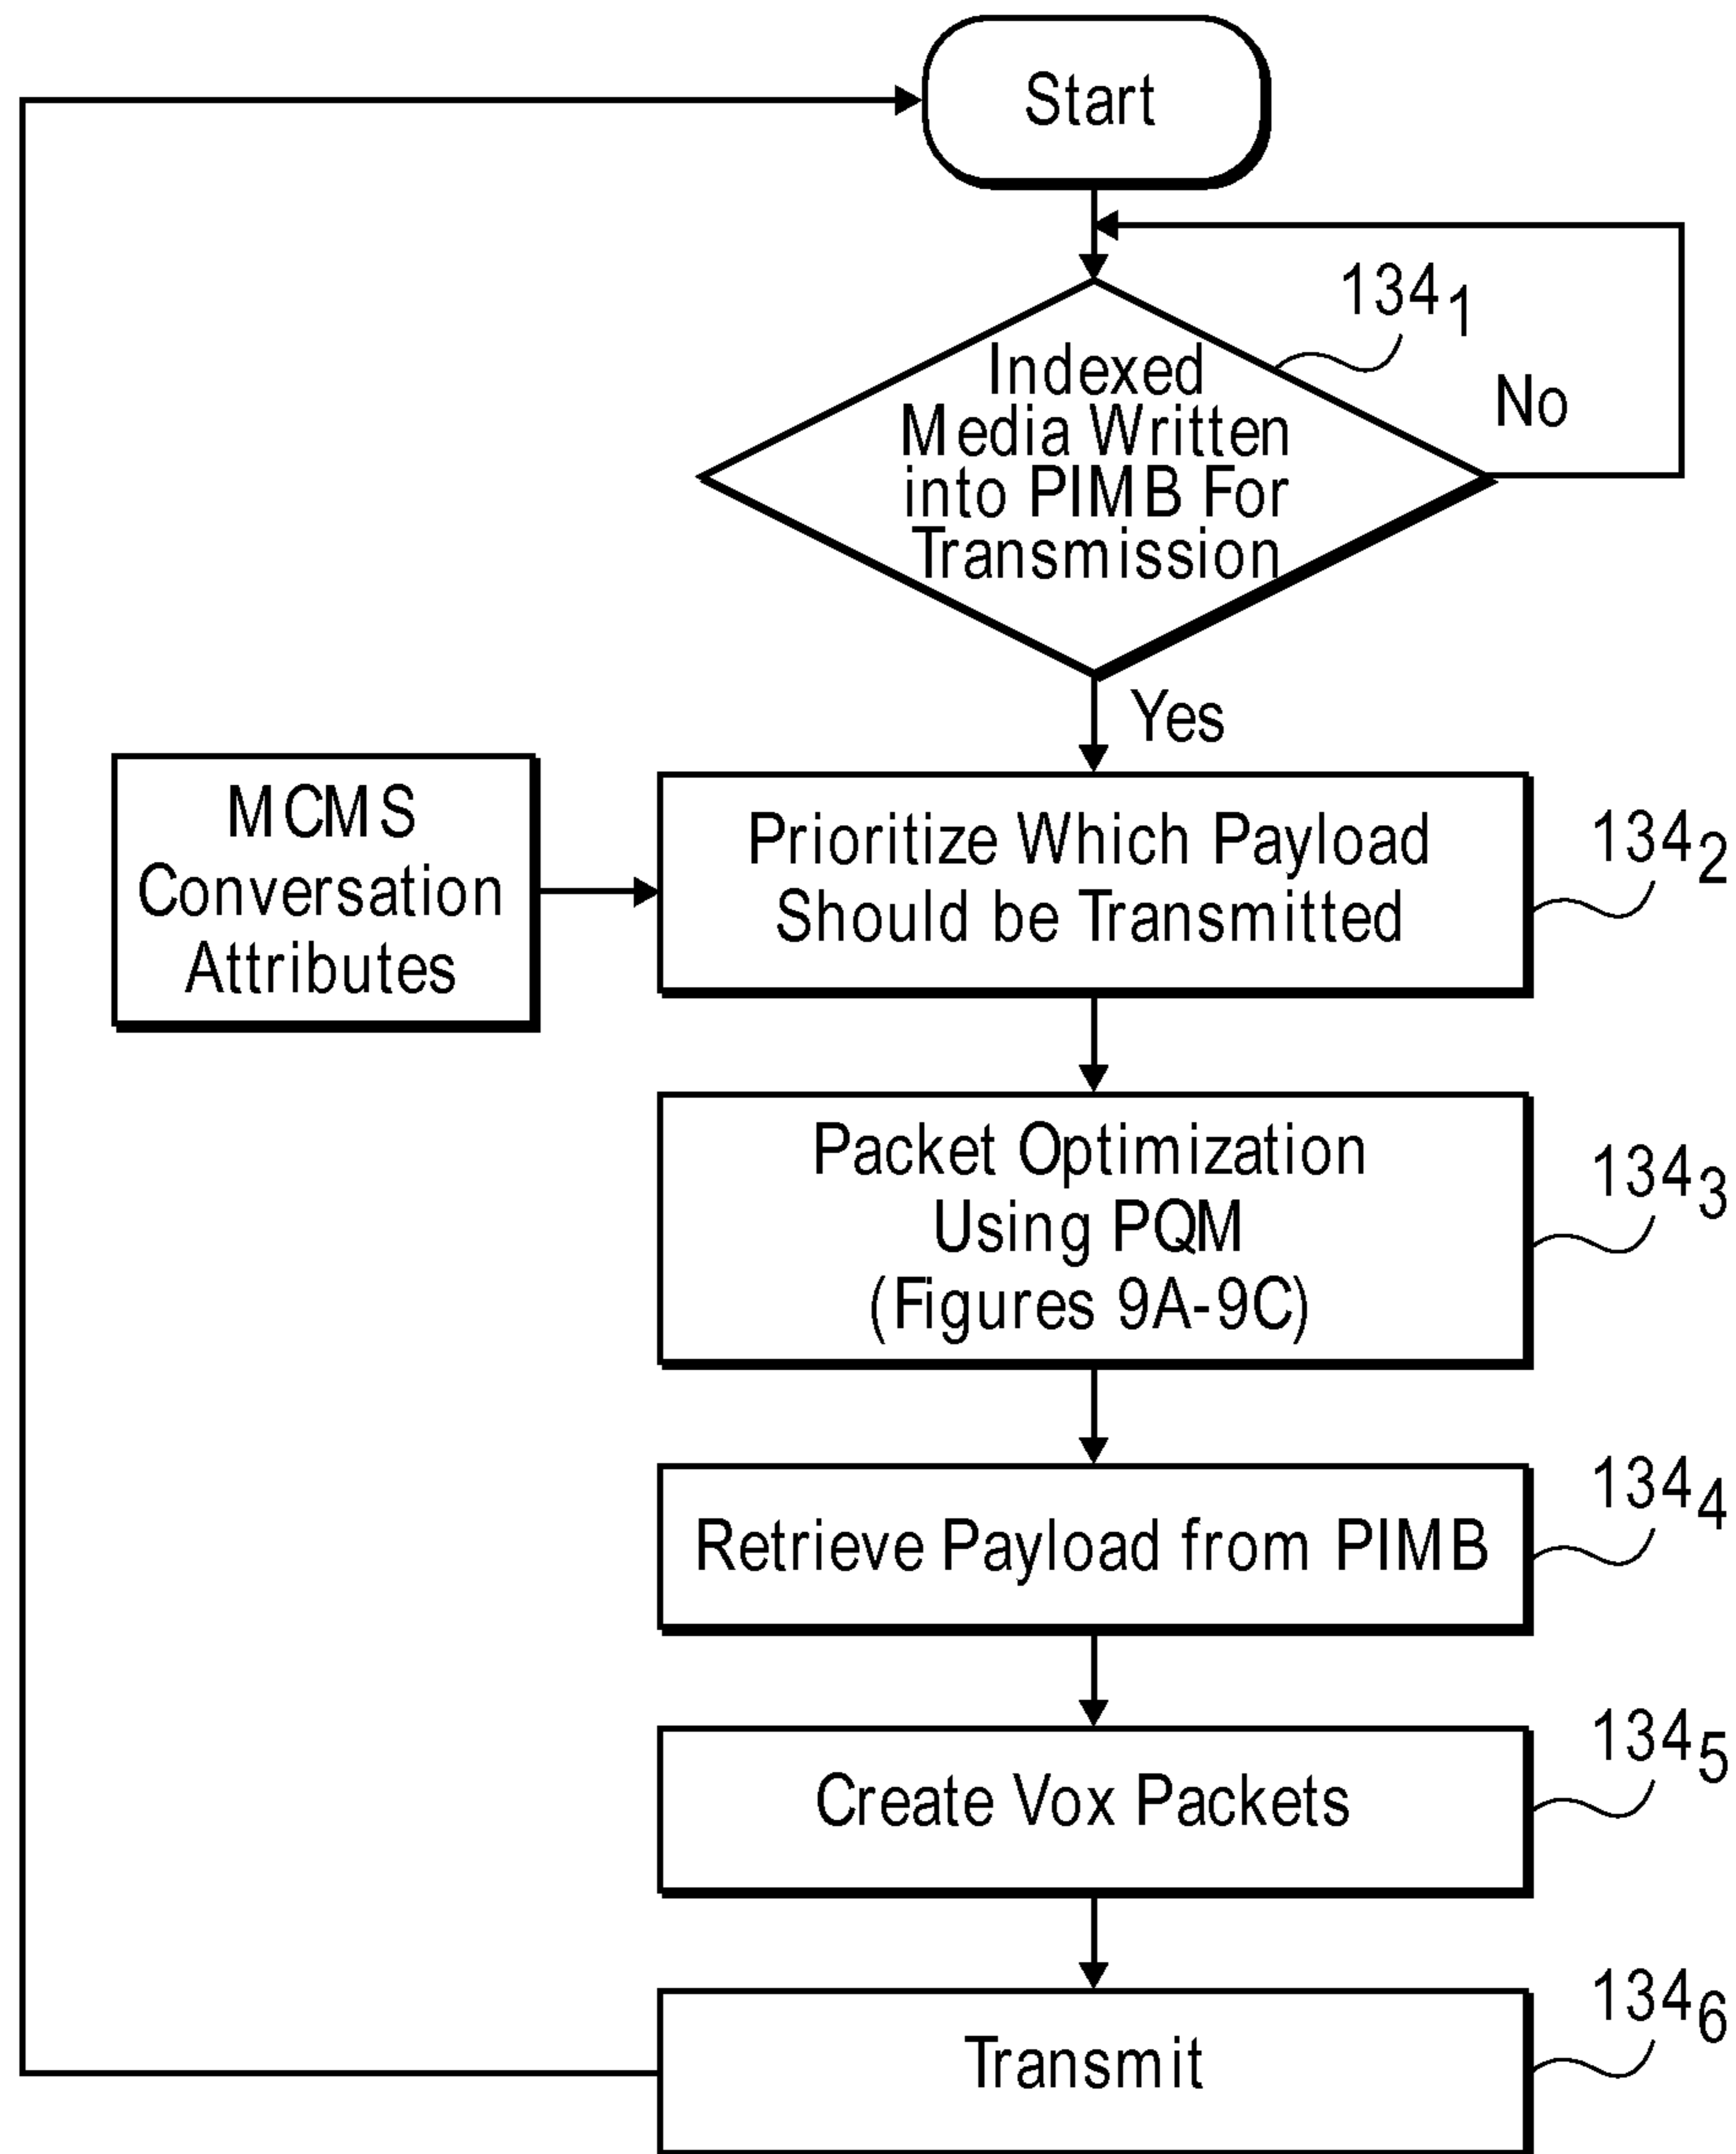 Start
134₁
Indexed
Media Written
into PIMB For
Transmission
No
Yes
MCMS
Conversation
Attributes
Prioritize Which Payload
Should be Transmitted
134₂
Packet Optimization
Using PQM
(Figures 9A-9C)
134₃
Retrieve Payload from PIMB
134₄
Create Vox Packets
134₅
Transmit
134₆